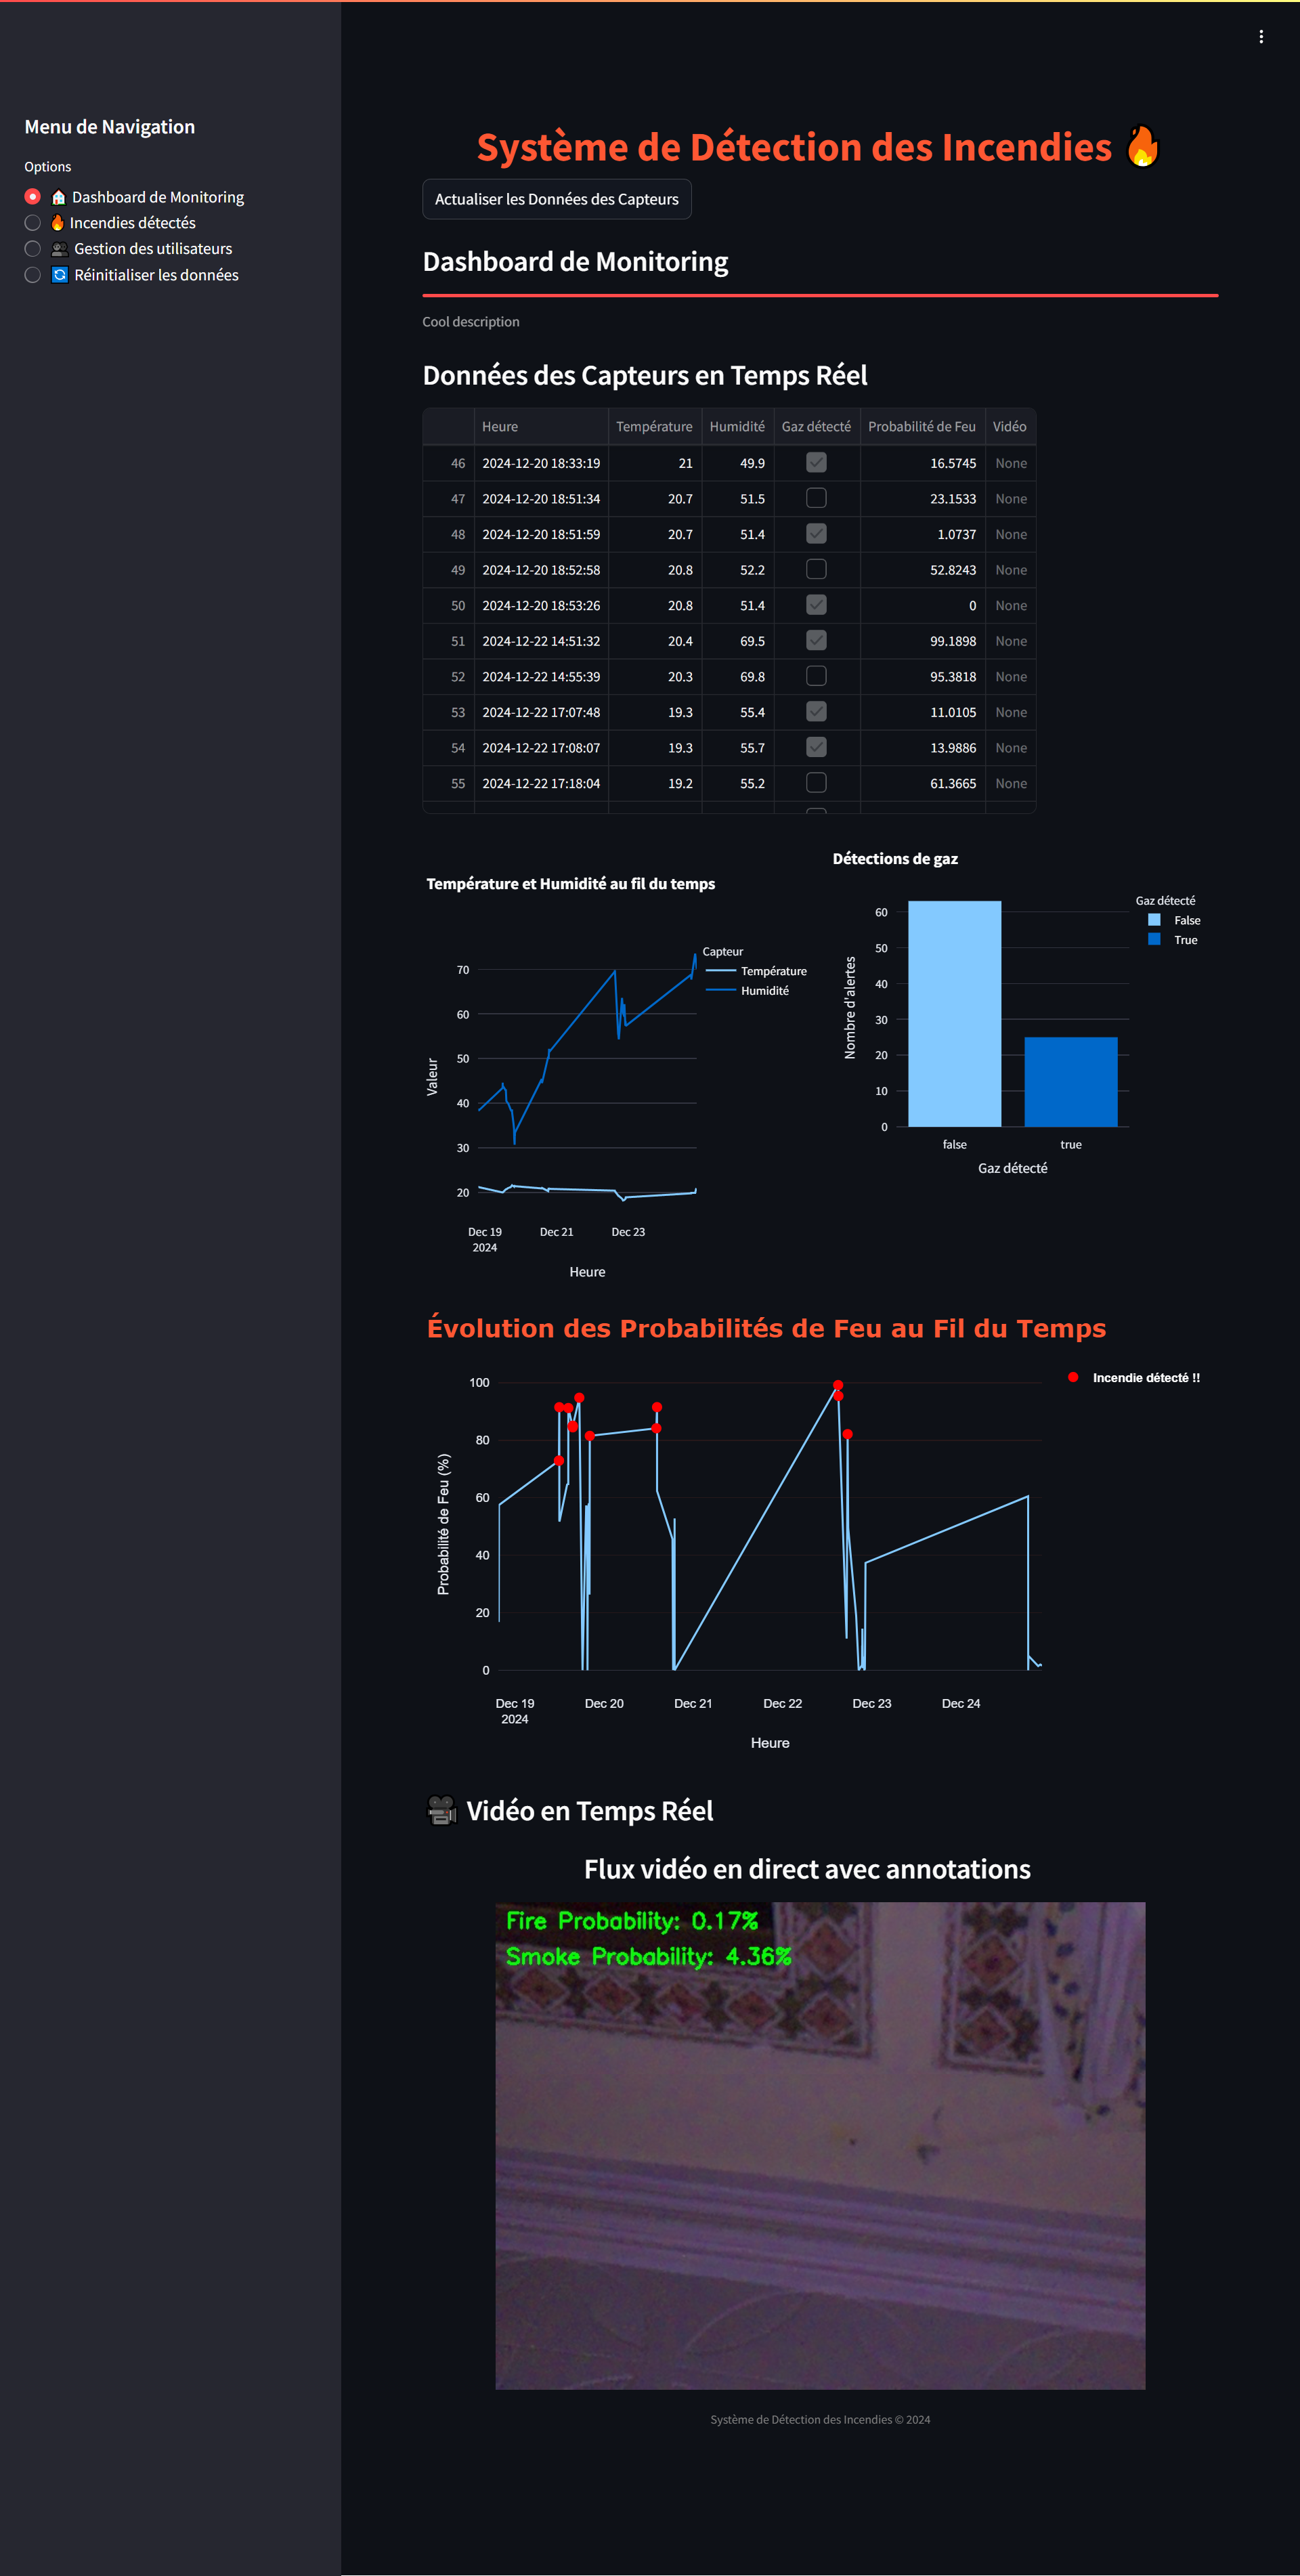 Menu de Navigation
Options
Dashboard de Monitoring
Incendies détectés
Gestion des utilisateurs
Réinitialiser les données
Système de Détection des Incendies
Actualiser les Données des Capteurs
Dashboard de Monitoring
Cool description
Données des Capteurs en Temps Réel
Heure Température Humidité Gaz détecté Probabilité de Feu Vidéo
46 2024-12-20 18:33:19 21 49.9 16.5745 None
47 2024-12-20 18:51:34 20.7 51.5 23.1533 None
48 2024-12-20 18:51:59 20.7 51.4 1.0737 None
49 2024-12-20 18:52:58 20.8 52.2 52.8243 None
50 2024-12-20 18:53:26 20.8 51.4 0 None
51 2024-12-22 14:51:32 20.4 69.5 99.1898 None
52 2024-12-22 14:55:39 20.3 69.8 95.3818 None
53 2024-12-22 17:07:48 19.3 55.4 11.0105 None
54 2024-12-22 17:08:07 19.3 55.7 13.9886 None
55 2024-12-22 17:18:04 19.2 55.2 61.3665 None
Température et Humidité au fil du temps
Capteur
Température
Humidité
Valeur
70
60
50
40
30
20
Dec 19
2024
Dec 21
Dec 23
Heure
Détections de gaz
Gaz détecté
False
True
Nombre d'alertes
60
50
40
30
20
10
0
false
true
Gaz détecté
Évolution des Probabilités de Feu au Fil du Temps
Incendie détecté !!
Probabilité de Feu (%)
100
80
60
40
20
0
Dec 19
2024
Dec 20
Dec 21
Dec 22
Dec 23
Dec 24
Heure
Vidéo en Temps Réel
Flux vidéo en direct avec annotations
Fire Probability: 0.17%
Smoke Probability: 4.36%
Système de Détection des Incendies © 2024